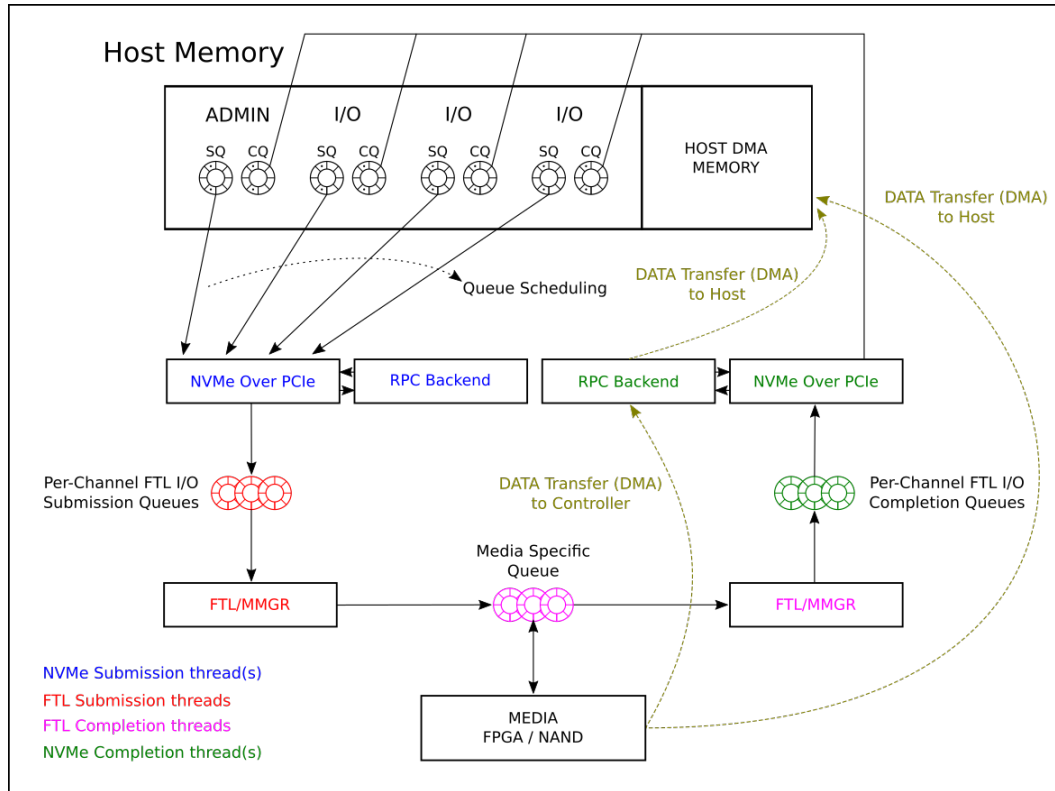 Host Memory
ADMIN
I/O
I/O
I/O
SQ
CQ
SQ
CQ
SQ
CQ
SQ
CQ
HOST DMA
MEMORY
DATA Transfer (DMA)
to Host
DATA Transfer (DMA)
to Host
Queue Scheduling
NVMe Over PCIe
RPC Backend
RPC Backend
NVMe Over PCIe
Per-Channel FTL I/O
Submission Queues
DATA Transfer (DMA)
to Controller
Per-Channel FTL I/O
Completion Queues
Media Specific
Queue
FTL/MMGR
FTL/MMGR
NVMe Submission thread(s)
FTL Submission threads
FTL Completion threads
NVMe Completion thread(s)
MEDIA
FPGA / NAND